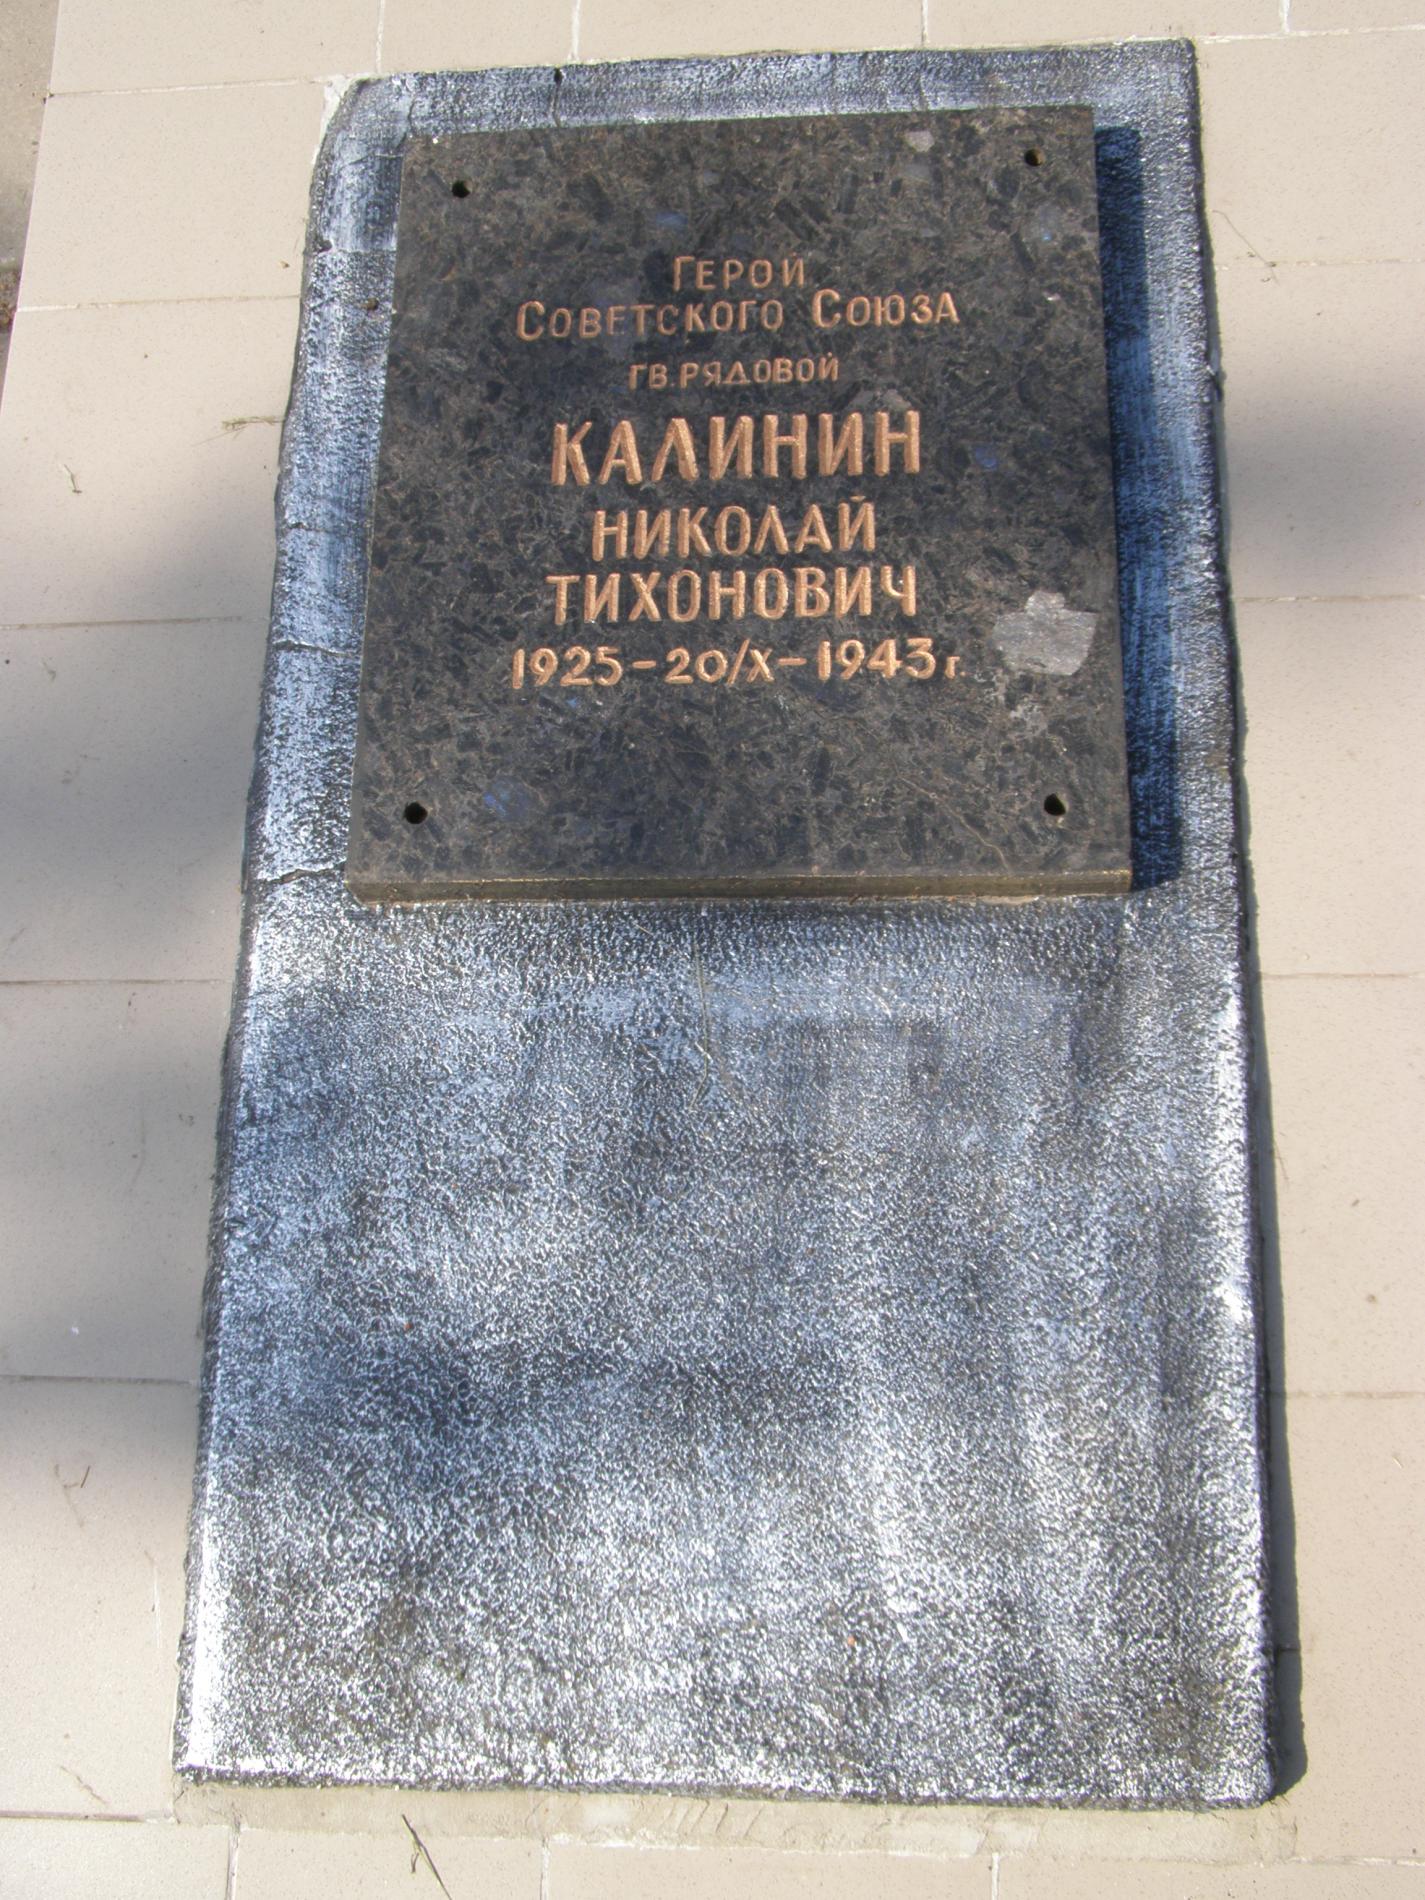 Герой
Советского Союза
гв. рядовой
КАЛИНИН
НИКОЛАЙ
ТИХОНОВИЧ
1925-20/X-1943 г.